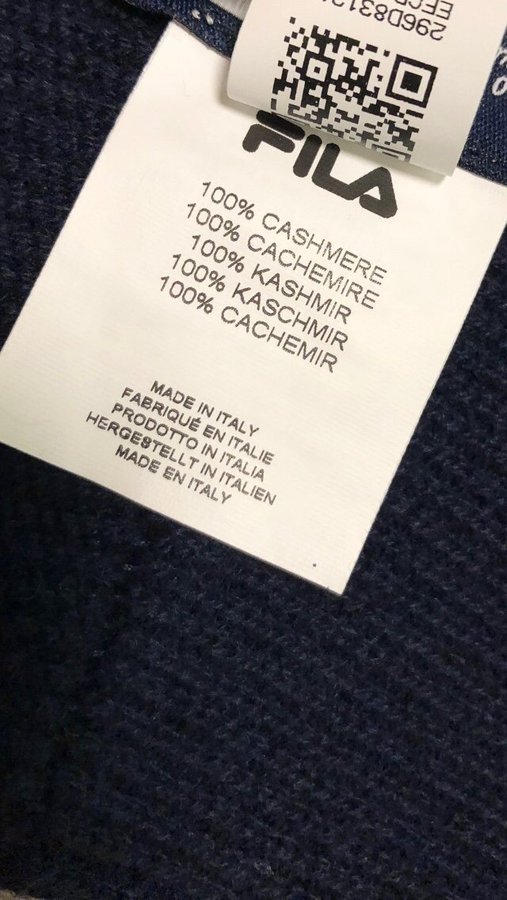 FILA
100% CASHMERE
100% CACHEMIRE
100% KASHMIR
100% KASCHMIR
100% CACHEMIR
MADE IN ITALY
FABRIQUÉ EN ITALIE
PRODOTTO IN ITALIA
HERGESTELLT IN ITALIEN
MADE EN ITALY